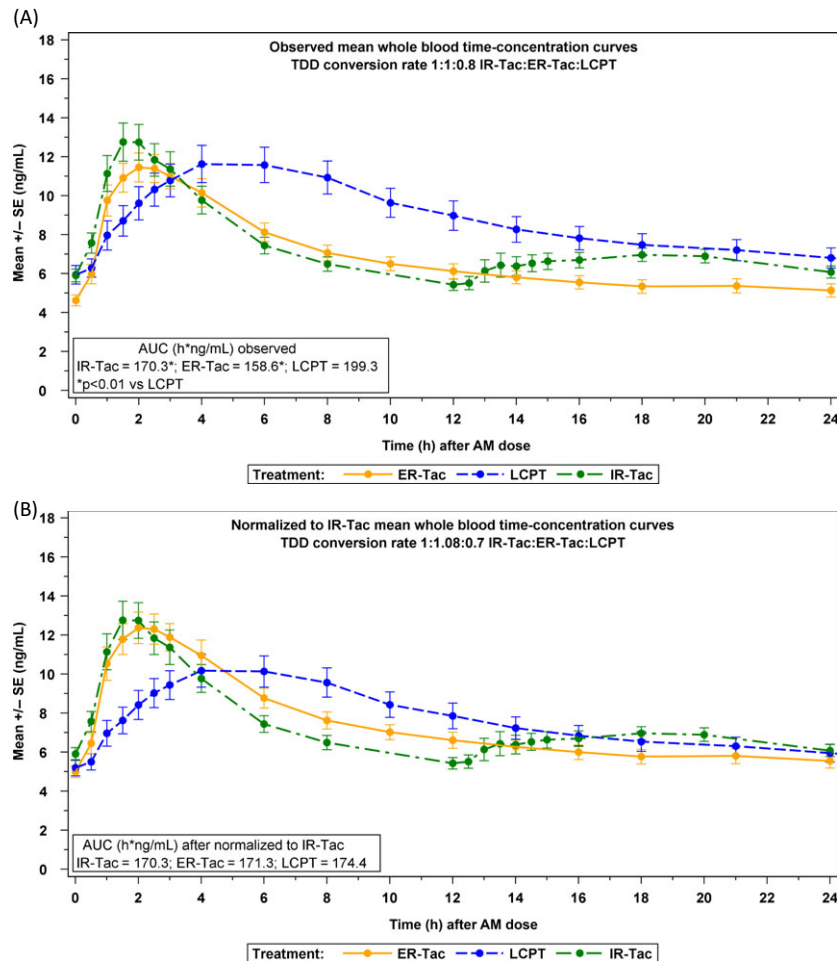 (A)
Observed mean whole blood time-concentration curves
TDD conversion rate 1:1:0.8 IR-Tac:ER-Tac:LCPT
Mean +/– SE (ng/mL)
18
16
14
12
10
8
6
4
2
0
AUC (h*ng/mL) observed
IR-Tac = 170.3*; ER-Tac = 158.6*; LCPT = 199.3
*p<0.01 vs LCPT
0 2 4 6 8 10 12 14 16 18 20 22 24
Time (h) after AM dose
Treatment: ER-Tac LCPT IR-Tac
(B)
Normalized to IR-Tac mean whole blood time-concentration curves
TDD conversion rate 1:1.08:0.7 IR-Tac:ER-Tac:LCPT
Mean +/– SE (ng/mL)
18
16
14
12
10
8
6
4
2
0
AUC (h*ng/mL) after normalized to IR-Tac
IR-Tac = 170.3; ER-Tac = 171.3; LCPT = 174.4
0 2 4 6 8 10 12 14 16 18 20 22 24
Time (h) after AM dose
Treatment: ER-Tac LCPT IR-Tac